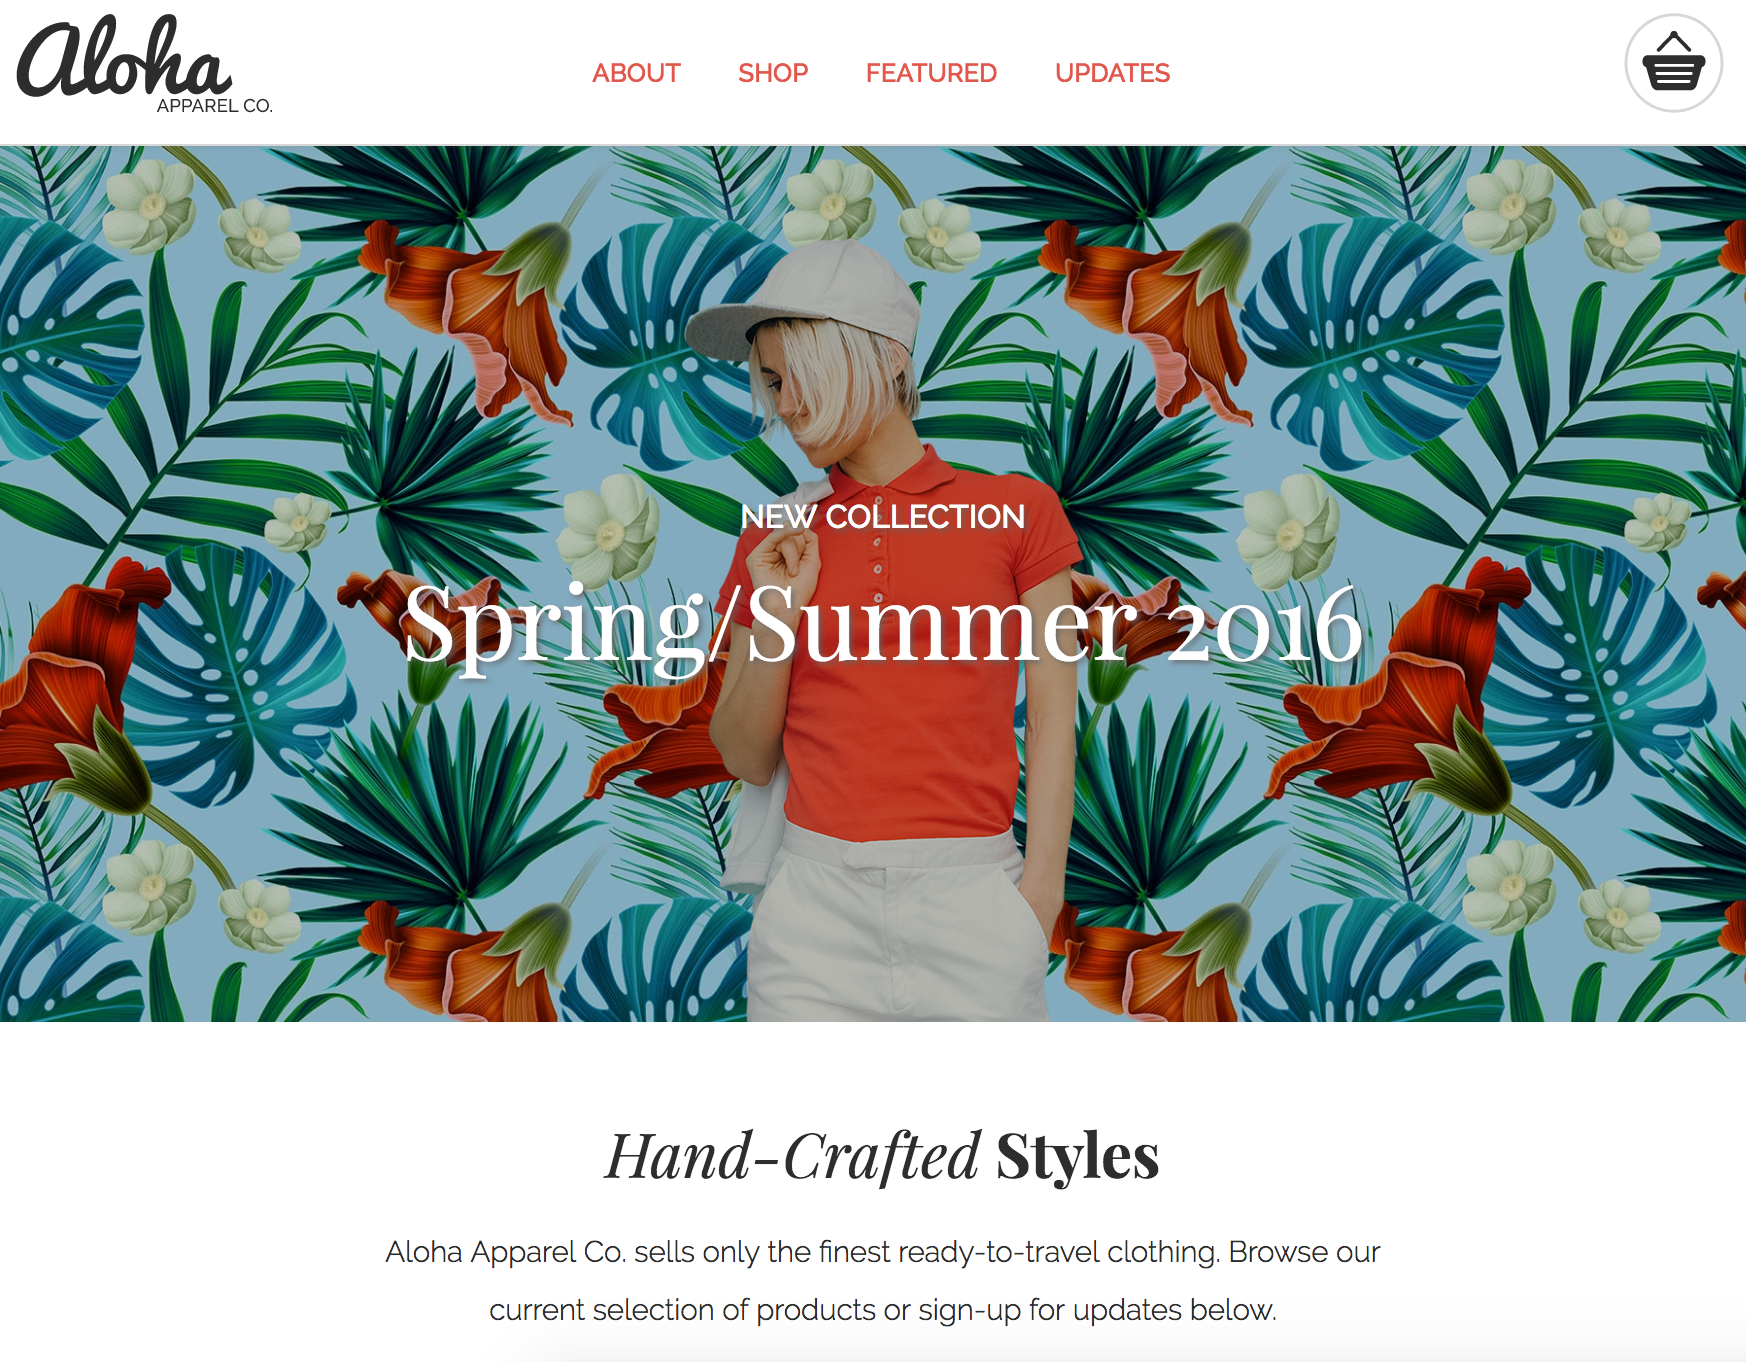 Aloha
APPAREL CO.
ABOUT
SHOP
FEATURED
UPDATES
NEW COLLECTION
Spring/Summer 2016
Hand-Crafted Styles
Aloha Apparel Co. sells only the finest ready-to-travel clothing. Browse our
current selection of products or sign-up for updates below.